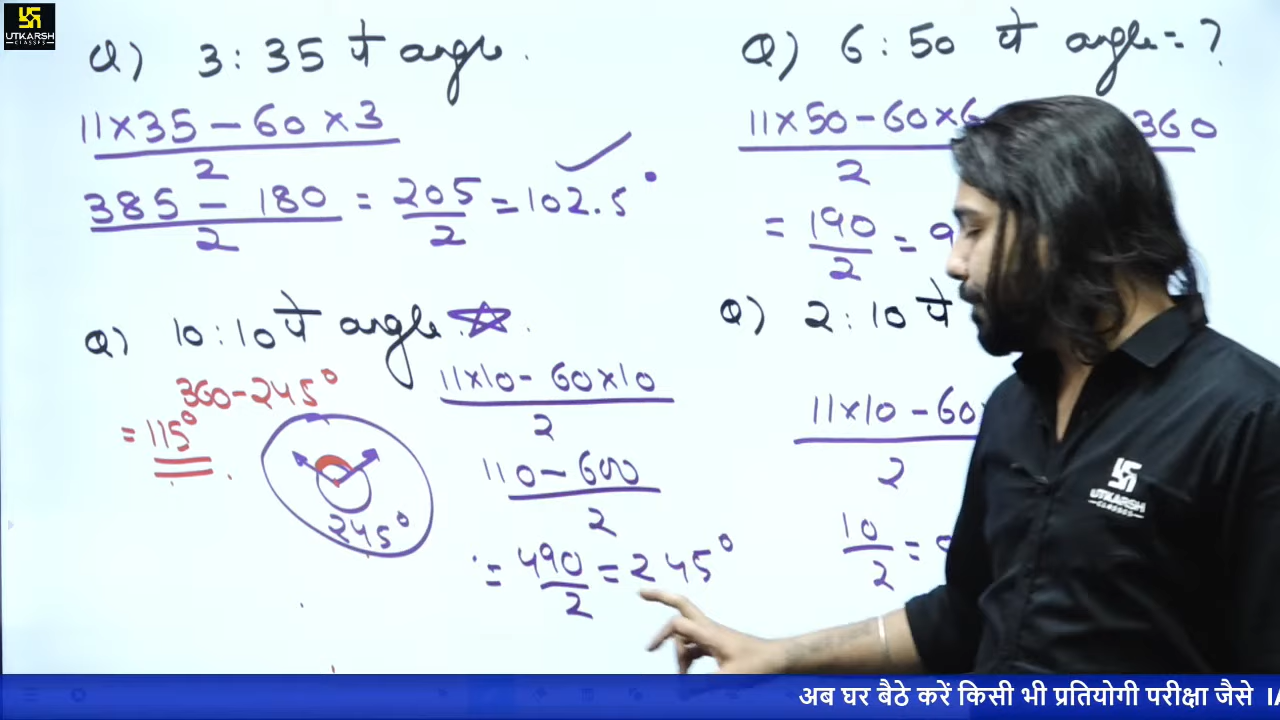 UTKARSH
CLASSES
Q) 3:35 पे angle.
11×35-60×3
2
385-180 = 205 = 102.5°
2 2
Q) 6:50 पे angle=?
11×50-60×6 360
2
= 190 = 9
2
Q) 10:10 पे angle.
360-245°
= 115°
245°
11×10-60×10
2
110-600
2
= 490 = 245°
2
Q) 2:10 पे
11×10-60
2
10 =
2
UTKARSH
CLASSES
अब घर बैठे करें किसी भी प्रतियोगी परीक्षा जैसे